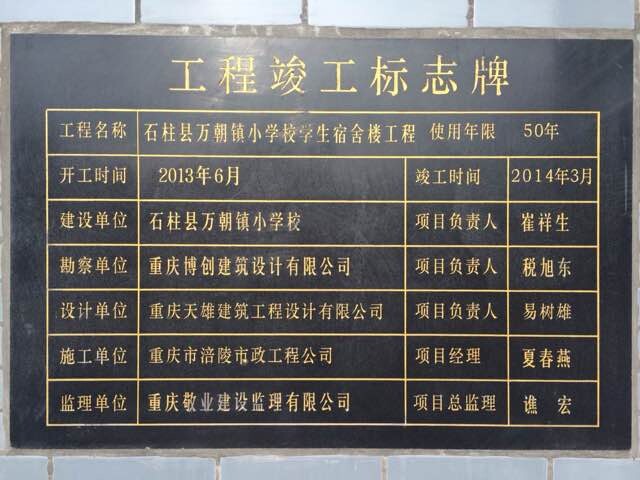 工程竣工标志牌
工程名称 石柱县万朝镇小学校学生宿舍楼工程 使用年限 50年
开工时间 2013年6月 竣工时间 2014年3月
建设单位 石柱县万朝镇小学校 项目负责人 崔祥生
勘察单位 重庆博创建筑设计有限公司 项目负责人 税旭东
设计单位 重庆天雄建筑工程设计有限公司 项目负责人 易树雄
施工单位 重庆市涪陵市政工程公司 项目经理 夏春燕
监理单位 重庆敬业建设监理有限公司 项目总监理 谯 宏